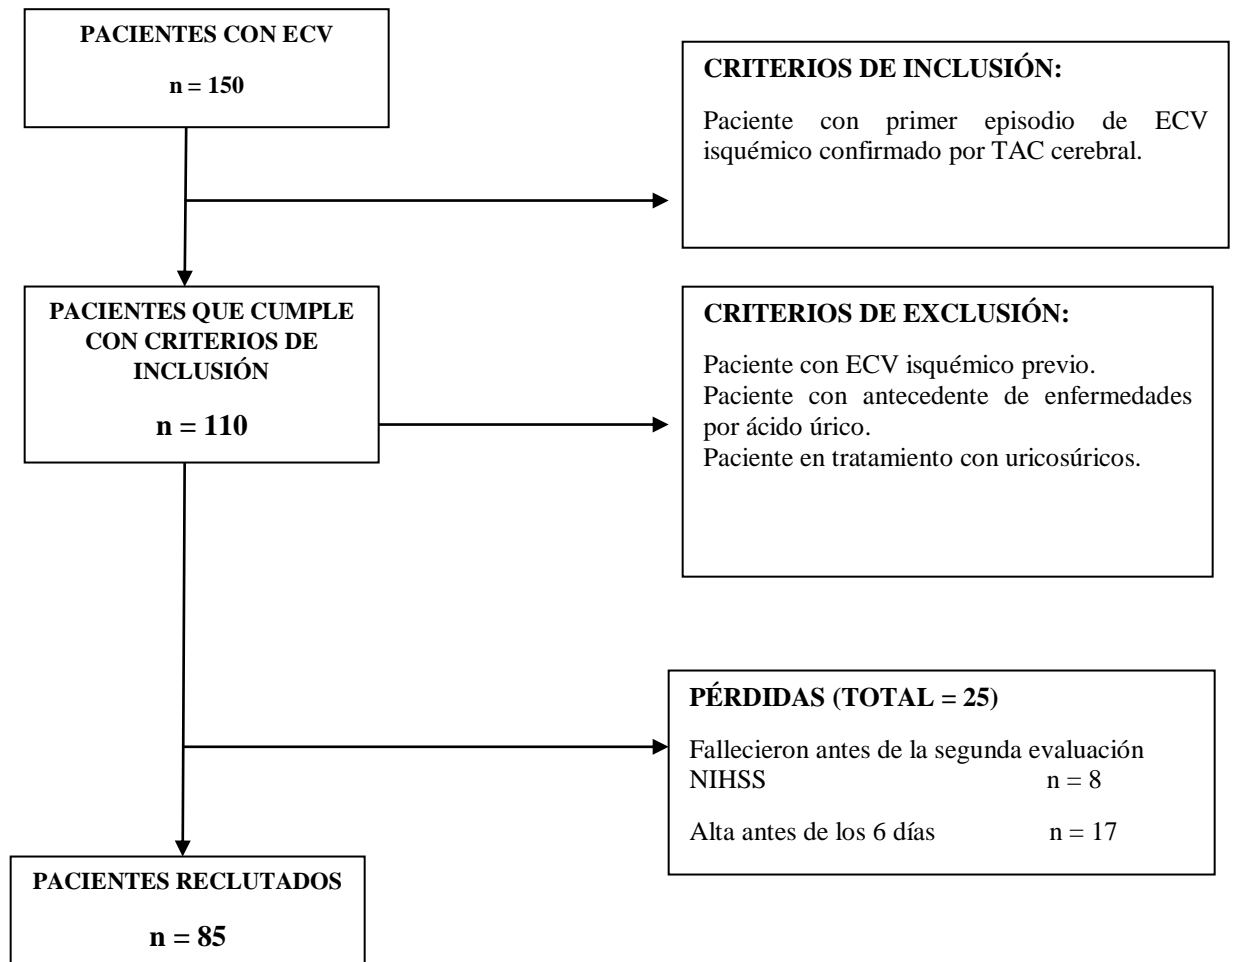 PACIENTES CON ECV
n = 150
CRITERIOS DE INCLUSIÓN:
Paciente con primer episodio de ECV
isquémico confirmado por TAC cerebral.
PACIENTES QUE CUMPLE
CON CRITERIOS DE
INCLUSIÓN
n = 110
CRITERIOS DE EXCLUSIÓN:
Paciente con ECV isquémico previo.
Paciente con antecedente de enfermedades
por ácido úrico.
Paciente en tratamiento con uricosúricos.
PÉRDIDAS (TOTAL = 25)
Fallecieron antes de la segunda evaluación
NIHSS n = 8
Alta antes de los 6 días n = 17
PACIENTES RECLUTADOS
n = 85